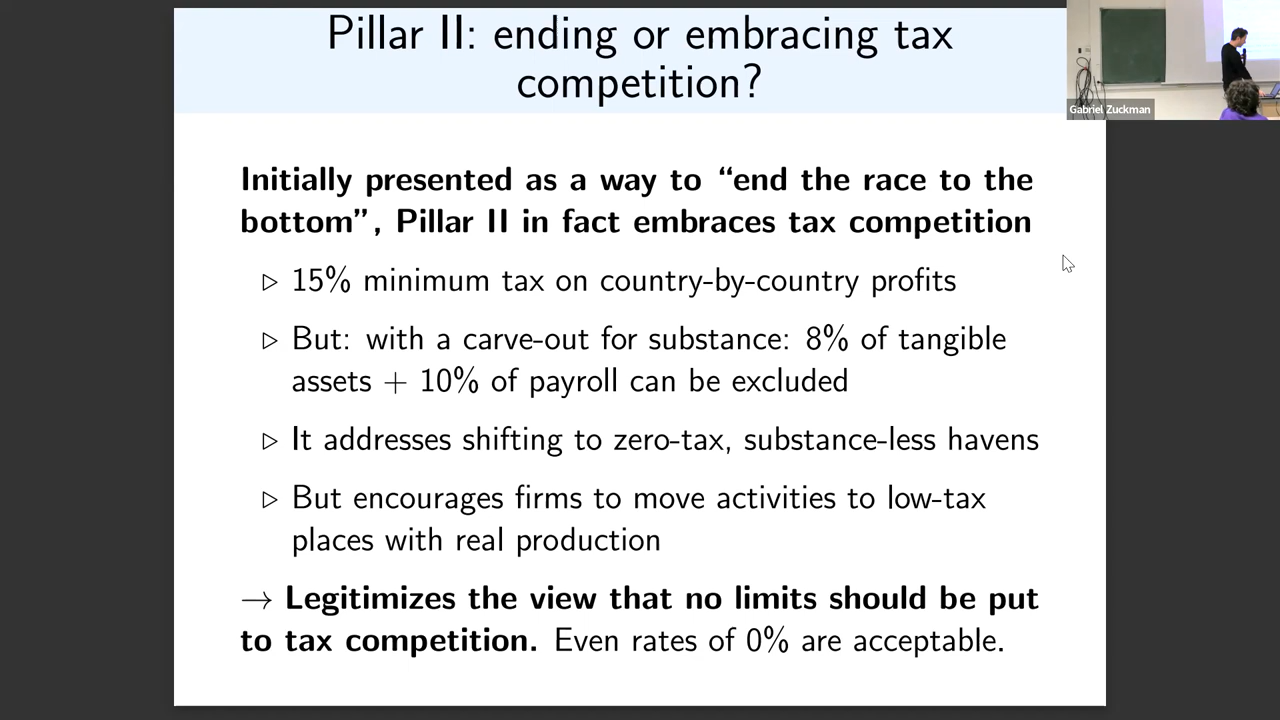 Pillar II: ending or embracing tax
competition?
Gabriel Zuckman
Initially presented as a way to “end the race to the
bottom”, Pillar II in fact embraces tax competition
▷ 15% minimum tax on country-by-country profits
▷ But: with a carve-out for substance: 8% of tangible
assets + 10% of payroll can be excluded
▷ It addresses shifting to zero-tax, substance-less havens
▷ But encourages firms to move activities to low-tax
places with real production
→ Legitimizes the view that no limits should be put
to tax competition. Even rates of 0% are acceptable.